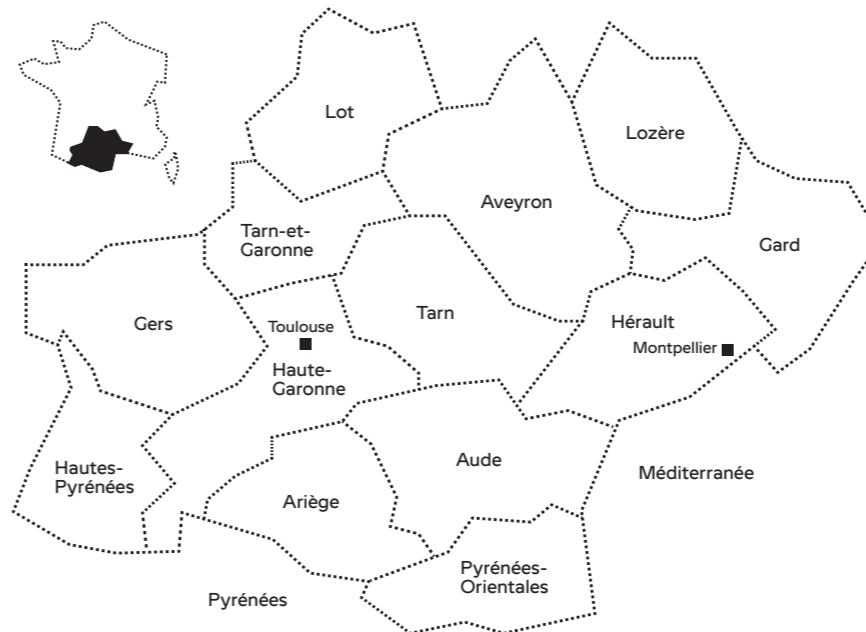 Lot
Lozère
Aveyron
Tarn-et-
Garonne
Gard
Gers
Toulouse
Tarn
Hérault
Montpellier
Haute-
Garonne
Hautes-
Pyrénées
Aude
Méditerranée
Ariège
Pyrénées-
Orientales
Pyrénées